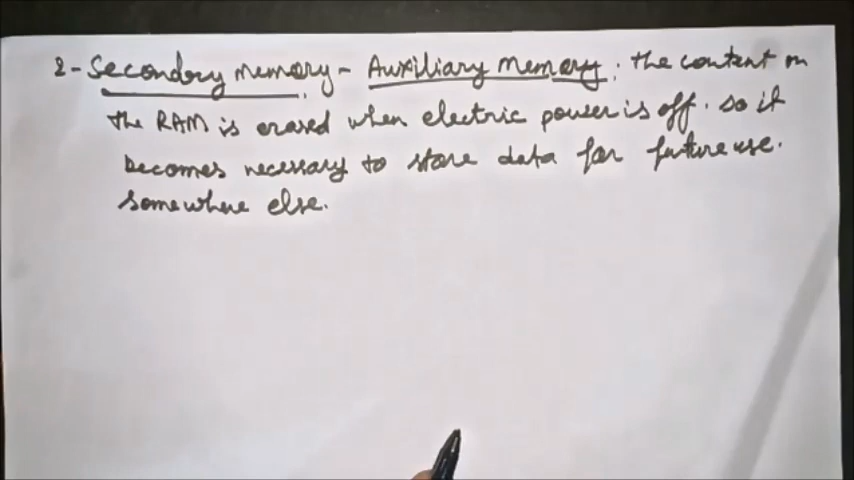 2- Secondary memory - Auxiliary memory: the content on
the RAM is erased when electric power is off. so it
becomes necessary to store data for future use.
somewhere else.